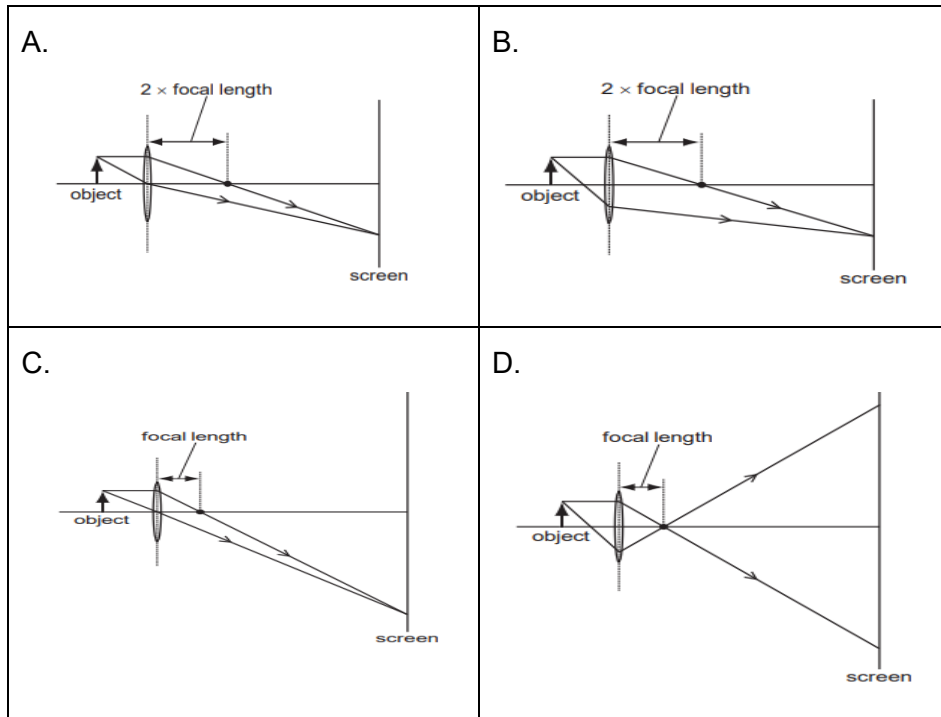 A.
2 × focal length
object
screen
B.
2 × focal length
object
screen
C.
focal length
object
screen
D.
focal length
object
screen